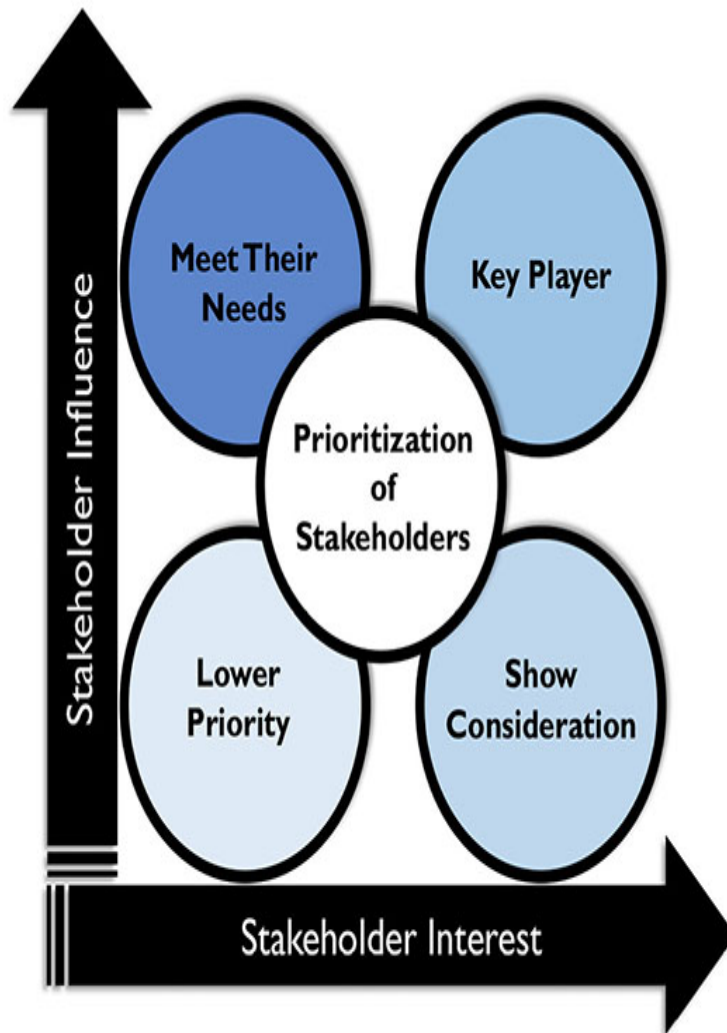 Meet Their
Needs
Key Player
Prioritization
of
Stakeholders
Lower
Priority
Show
Consideration
Stakeholder Influence
Stakeholder Interest